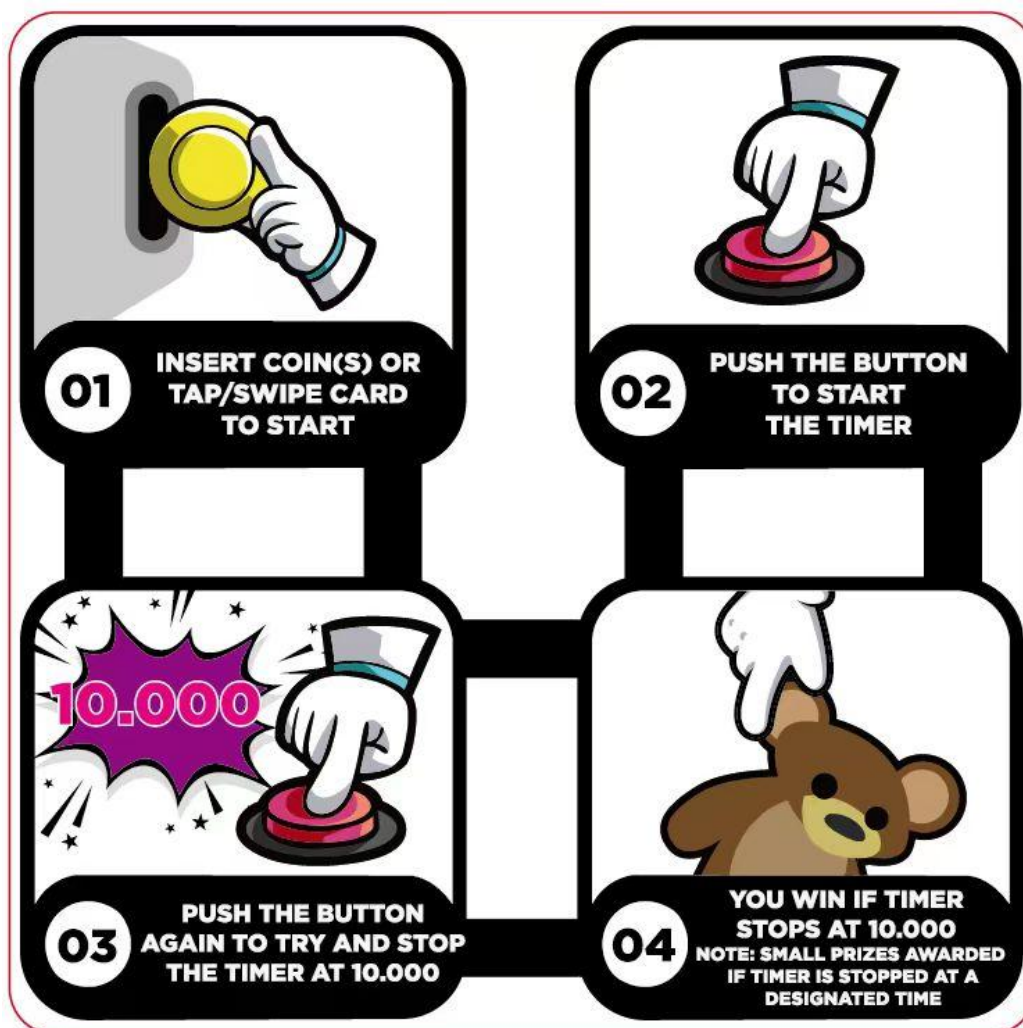 01
INSERT COIN(S) OR
TAP/SWIPE CARD
TO START
02
PUSH THE BUTTON
TO START
THE TIMER
10.000
03
PUSH THE BUTTON
AGAIN TO TRY AND STOP
THE TIMER AT 10.000
04
YOU WIN IF TIMER
STOPS AT 10.000
NOTE: SMALL PRIZES AWARDED
IF TIMER IS STOPPED AT A
DESIGNATED TIME